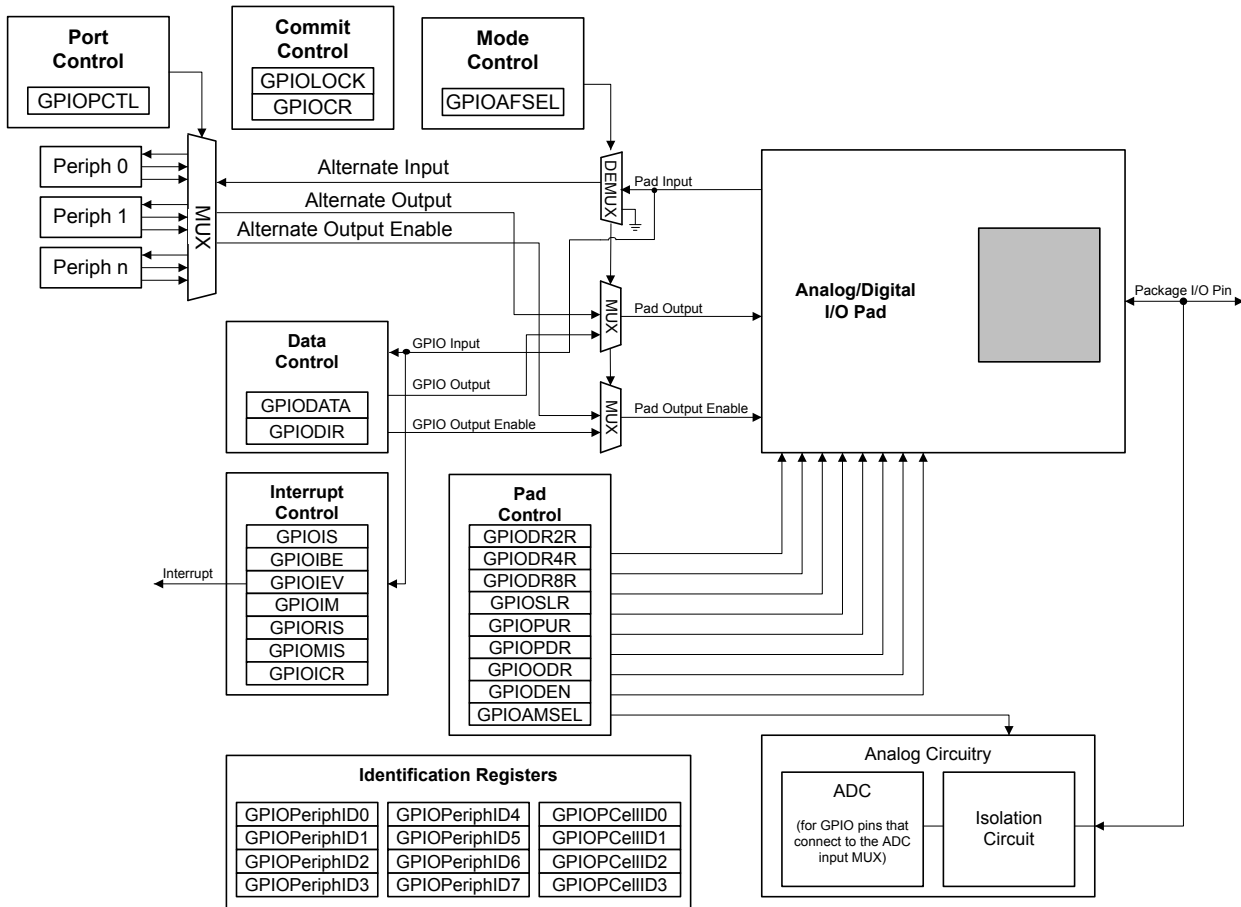 Port
Control
GPIOPCTL
Commit
Control
GPIOLOCK
GPIOCR
Mode
Control
GPIOAFSEL
Periph 0
Periph 1
Periph n
MUX
Alternate Input
Alternate Output
Alternate Output Enable
DEMUX
Pad Input
MUX
Pad Output
MUX
Pad Output Enable
Analog/Digital
I/O Pad
Package I/O Pin
Data
Control
GPIODATA
GPIODIR
GPIO Input
GPIO Output
GPIO Output Enable
Interrupt
Control
GPIOIS
GPIOIBE
GPIOIEV
GPIOIM
GPIORIS
GPIOMIS
GPIOICR
Interrupt
Pad
Control
GPIODR2R
GPIODR4R
GPIODR8R
GPIOSLR
GPIOPUR
GPIOPDR
GPIOODR
GPIODEN
GPIOAMSEL
Analog Circuitry
ADC
(for GPIO pins that
connect to the ADC
input MUX)
Isolation
Circuit
Identification Registers
GPIOPeriphID0
GPIOPeriphID1
GPIOPeriphID2
GPIOPeriphID3
GPIOPeriphID4
GPIOPeriphID5
GPIOPeriphID6
GPIOPeriphID7
GPIOPCellID0
GPIOPCellID1
GPIOPCellID2
GPIOPCellID3